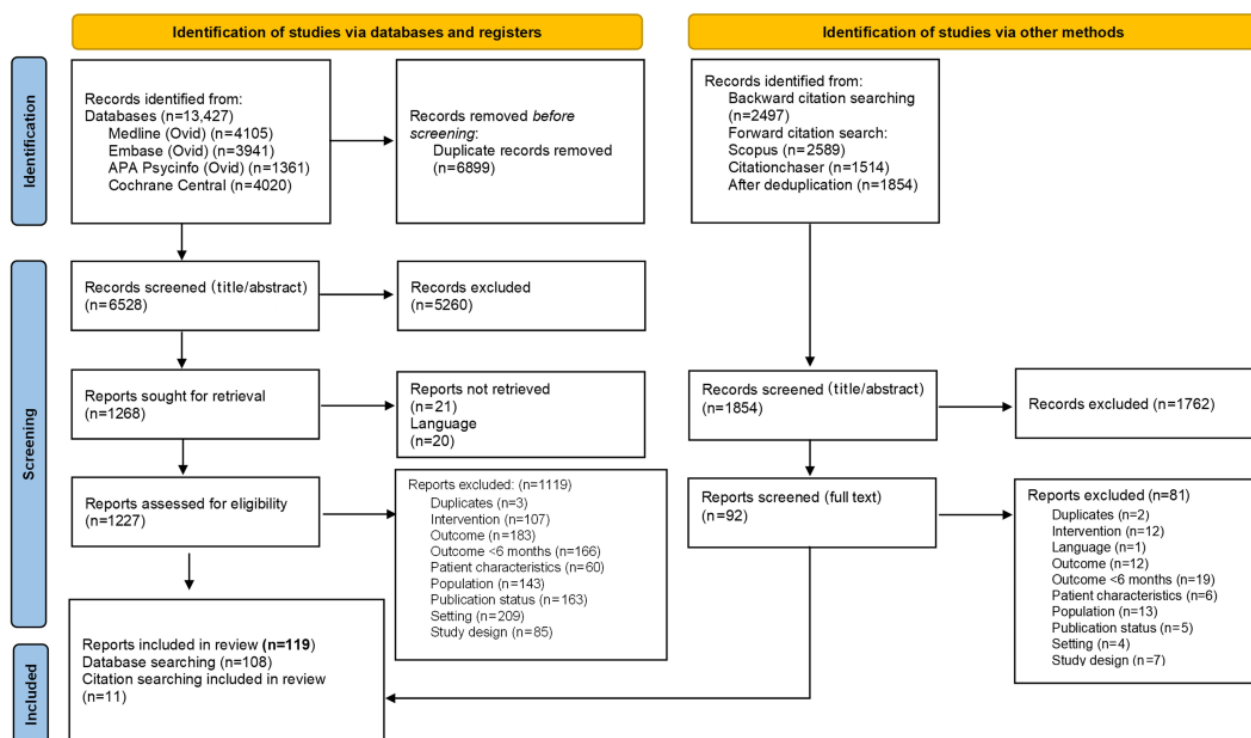 Identification of studies via databases and registers
Identification of studies via other methods
Identification
Records identified from:
Databases (n=13,427)
Medline (Ovid) (n=4105)
Embase (Ovid) (n=3941)
APA Psycinfo (Ovid) (n=1361)
Cochrane Central (n=4020)
Records removed before
screening:
Duplicate records removed
(n=6899)
Records identified from:
Backward citation searching
(n=2497)
Forward citation search:
Scopus (n=2589)
Citationchaser (n=1514)
After deduplication (n=1854)
Screening
Records screened (title/abstract)
(n=6528)
Records excluded
(n=5260)
Reports sought for retrieval
(n=1268)
Reports not retrieved
(n=21)
Language
(n=20)
Records screened (title/abstract)
(n=1854)
Records excluded (n=1762)
Reports assessed for eligibility
(n=1227)
Reports excluded: (n=1119)
Duplicates (n=3)
Intervention (n=107)
Outcome (n=183)
Outcome <6 months (n=166)
Patient characteristics (n=60)
Population (n=143)
Publication status (n=163)
Setting (n=209)
Study design (n=85)
Reports screened (full text)
(n=92)
Reports excluded (n=81)
Duplicates (n=2)
Intervention (n=12)
Language (n=1)
Outcome (n=12)
Outcome <6 months (n=19)
Patient characteristics (n=6)
Population (n=13)
Publication status (n=5)
Setting (n=4)
Study design (n=7)
Included
Reports included in review (n=119)
Database searching (n=108)
Citation searching included in review
(n=11)